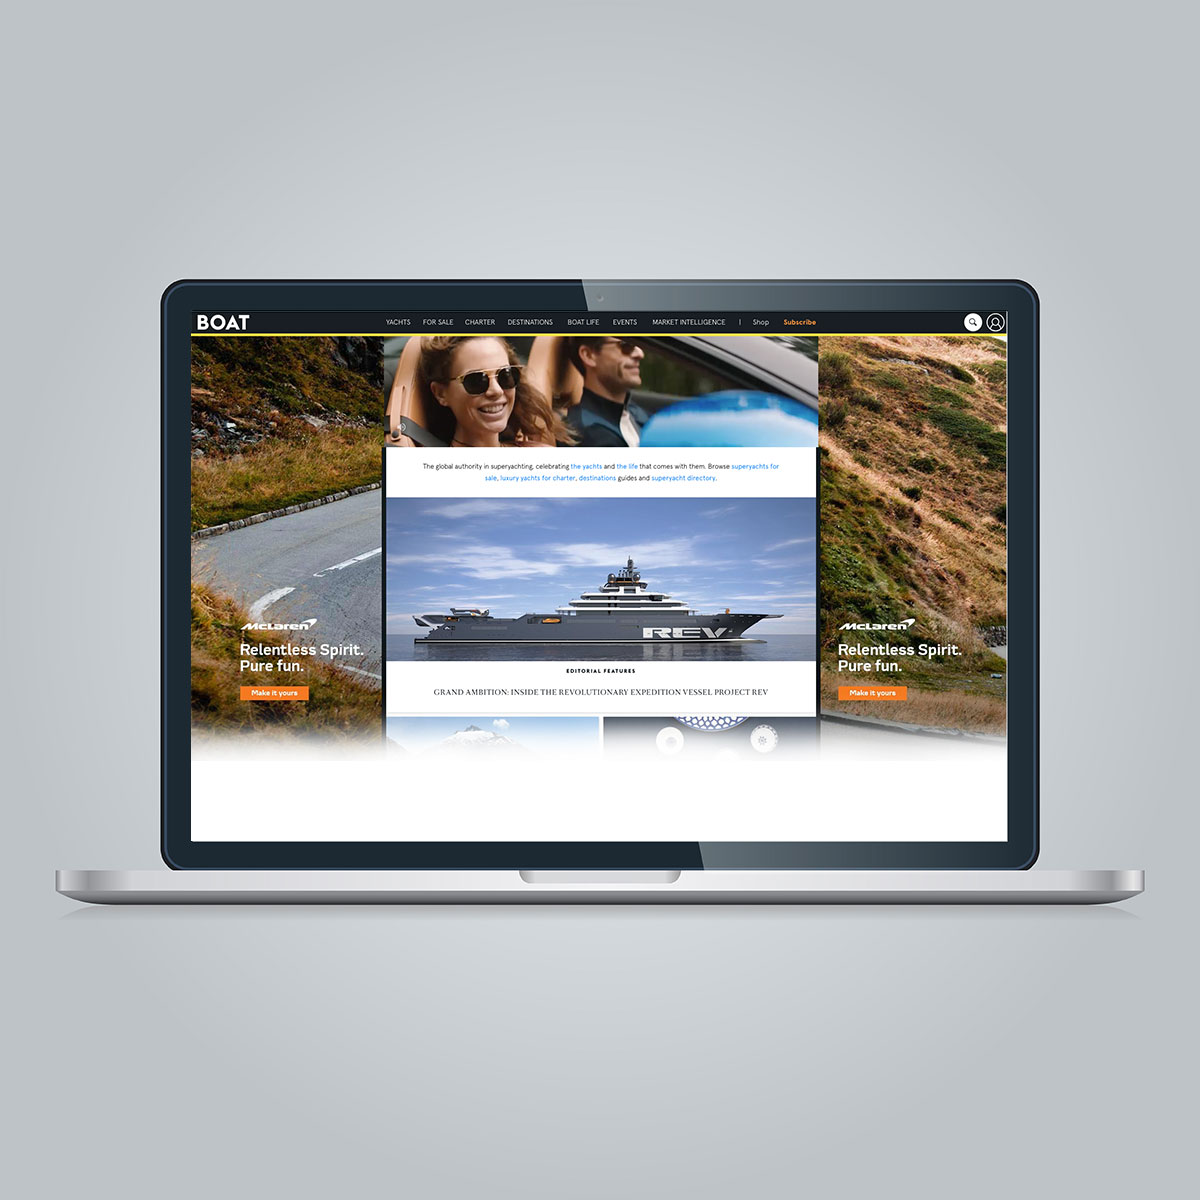 BOAT
YACHTS FOR SALE CHARTER DESTINATIONS BOAT LIFE EVENTS MARKET INTELLIGENCE | Shop Subscribe
The global authority in superyachting, celebrating the yachts and the life that comes with them. Browse superyachts for
sale, luxury yachts for charter, destinations guides and superyacht directory.
REV
EDITORIAL FEATURES
GRAND AMBITION: INSIDE THE REVOLUTIONARY EXPEDITION VESSEL PROJECT REV
McLaren
Relentless Spirit.
Pure fun.
Make it yours
McLaren
Relentless Spirit.
Pure fun.
Make it yours